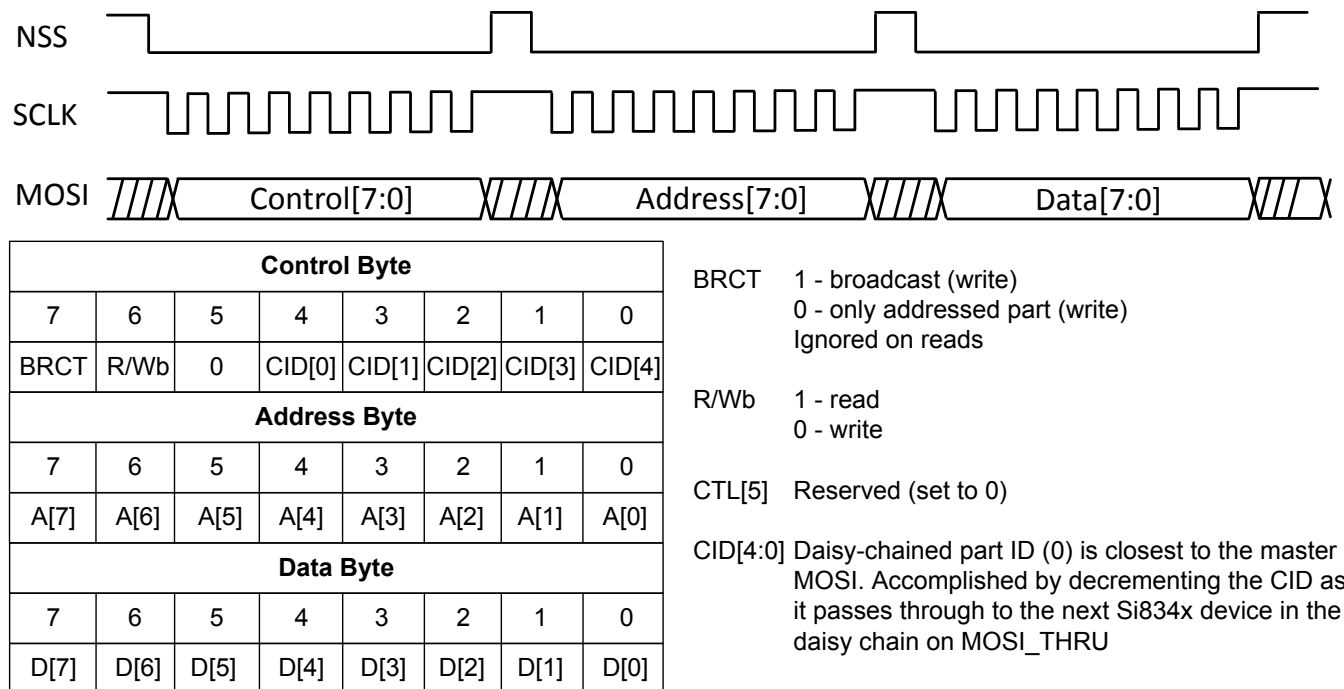 NSS
SCLK
MOSI Control[7:0] Address[7:0] Data[7:0]
Control Byte
7 6 5 4 3 2 1 0
BRCT R/Wb 0 CID[0] CID[1] CID[2] CID[3] CID[4]
Address Byte
7 6 5 4 3 2 1 0
A[7] A[6] A[5] A[4] A[3] A[2] A[1] A[0]
Data Byte
7 6 5 4 3 2 1 0
D[7] D[6] D[5] D[4] D[3] D[2] D[1] D[0]
BRCT 1 - broadcast (write)
0 - only addressed part (write)
Ignored on reads
R/Wb 1 - read
0 - write
CTL[5] Reserved (set to 0)
CID[4:0] Daisy-chained part ID (0) is closest to the master
MOSI. Accomplished by decrementing the CID as
it passes through to the next Si834x device in the
daisy chain on MOSI_THRU